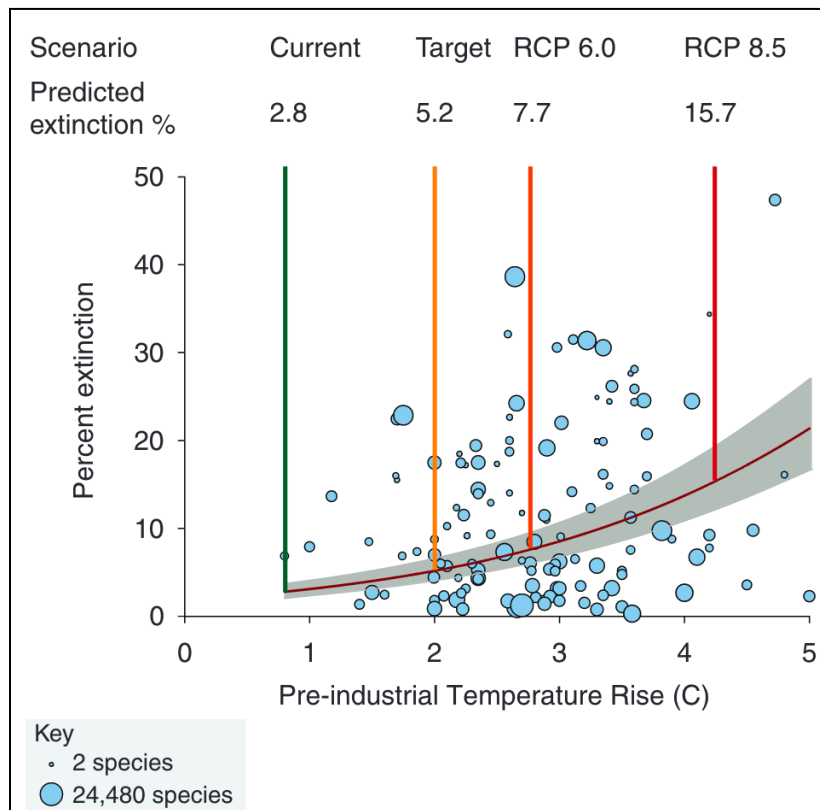 Scenario Current Target RCP 6.0 RCP 8.5
Predicted
extinction % 2.8 5.2 7.7 15.7
50
40
30
20
10
0
Percent extinction
0 1 2 3 4 5
Pre-industrial Temperature Rise (C)
Key
2 species
24,480 species